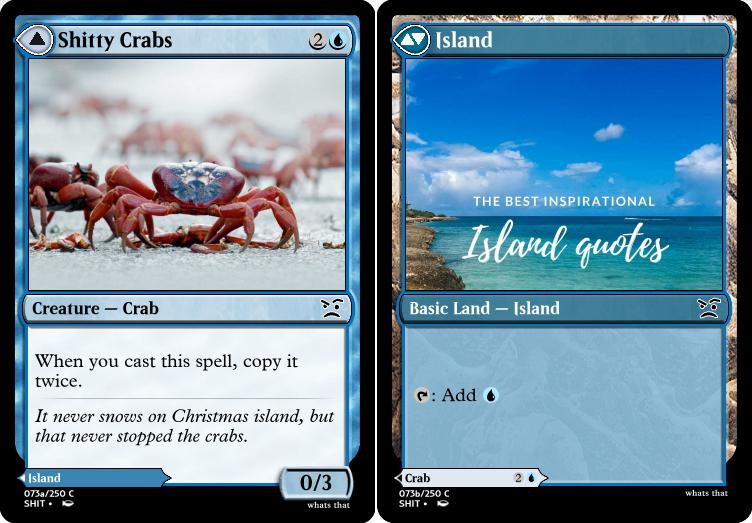 Shitty Crabs
2
Creature — Crab
When you cast this spell, copy it
twice.
It never snows on Christmas island, but
that never stopped the crabs.
Island
0/3
073a/250 C
SHIT •
whats that
Island
THE BEST INSPIRATIONAL
Island quotes
Basic Land — Island
: Add
Crab
2
073b/250 C
SHIT •
whats that